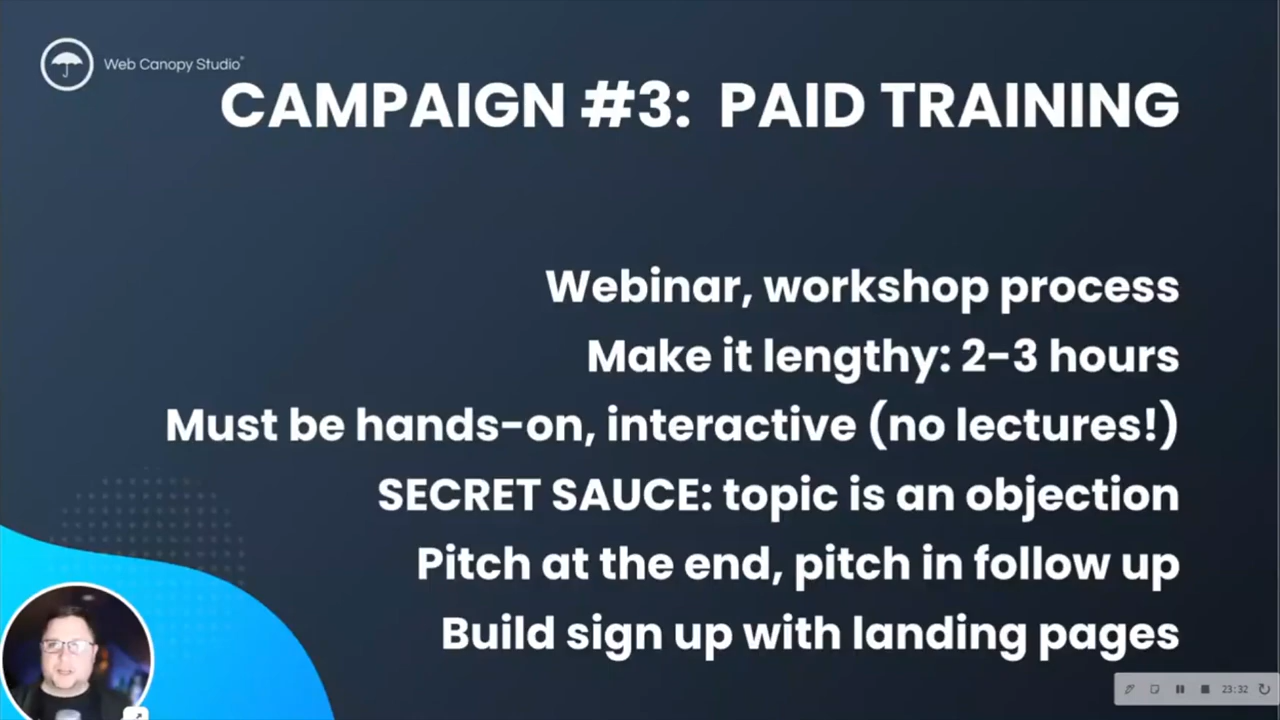 Web Canopy Studio®
CAMPAIGN #3: PAID TRAINING
Webinar, workshop process
Make it lengthy: 2-3 hours
Must be hands-on, interactive (no lectures!)
SECRET SAUCE: topic is an objection
Pitch at the end, pitch in follow up
Build sign up with landing pages
23:32